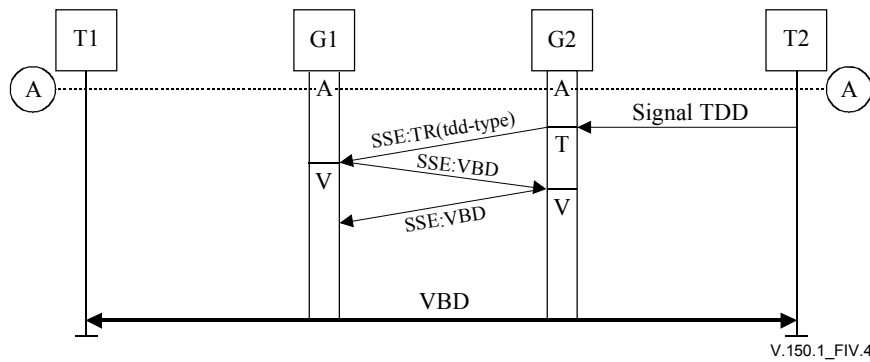 T1
G1
G2
T2
A
A
A
A
Signal TDD
SSE:TR(tdd-type)
T
V
SSE:VBD
V
SSE:VBD
VBD
V.150.1_FIV.4